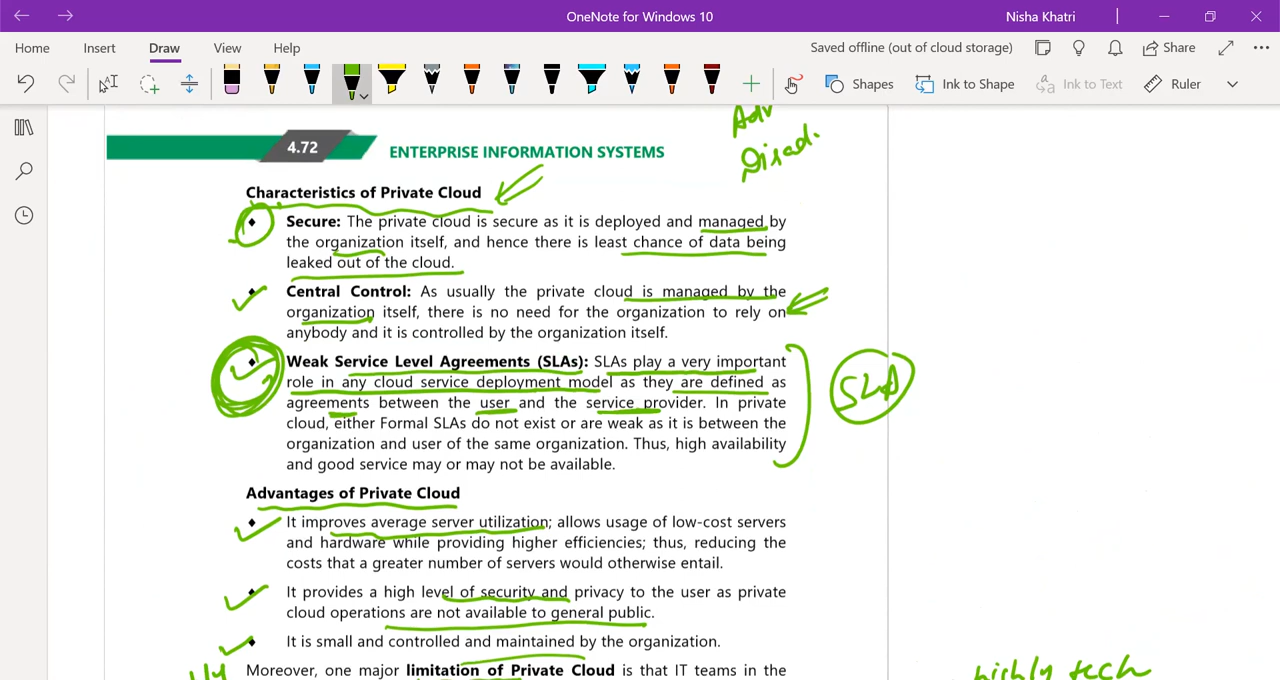 OneNote for Windows 10
Nisha Khatri
Home Insert Draw View Help
Saved offline (out of cloud storage)
Share
Shapes
Ink to Shape
Ink to Text
Ruler
Adv
Disad.
4.72
ENTERPRISE INFORMATION SYSTEMS
Characteristics of Private Cloud
♦ Secure: The private cloud is secure as it is deployed and managed by
the organization itself, and hence there is least chance of data being
leaked out of the cloud.
♦ Central Control: As usually the private cloud is managed by the
organization itself, there is no need for the organization to rely on
anybody and it is controlled by the organization itself.
♦ Weak Service Level Agreements (SLAs): SLAs play a very important
role in any cloud service deployment model as they are defined as
agreements between the user and the service provider. In private
cloud, either Formal SLAs do not exist or are weak as it is between the
organization and user of the same organization. Thus, high availability
and good service may or may not be available.
SLA
Advantages of Private Cloud
♦ It improves average server utilization; allows usage of low-cost servers
and hardware while providing higher efficiencies; thus, reducing the
costs that a greater number of servers would otherwise entail.
♦ It provides a high level of security and privacy to the user as private
cloud operations are not available to general public.
♦ It is small and controlled and maintained by the organization.
Moreover, one major limitation of Private Cloud is that IT teams in the
highly tech